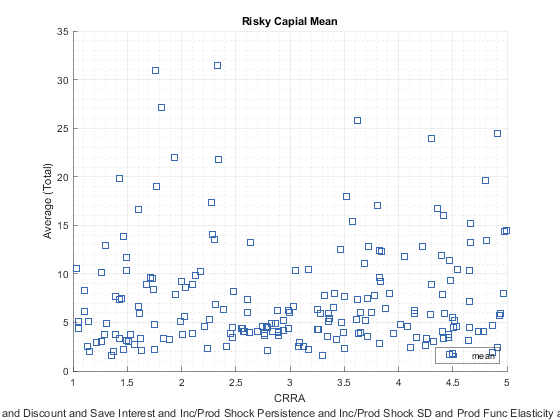 Risky Capial Mean
35
30
25
20
15
10
5
0
Average (Total)
mean
1 1.5 2 2.5 3 3.5 4 4.5 5
CRRA
and Discount and Save Interest and Inc/Prod Shock Persistence and Inc/Prod Shock SD and Prod Func Elasticity a